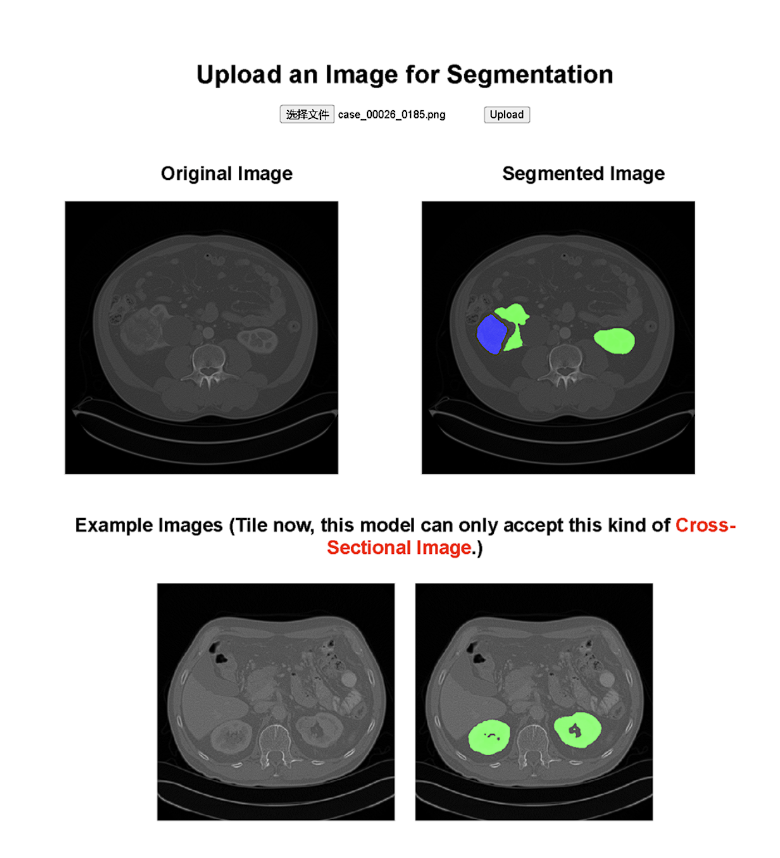 Upload an Image for Segmentation
选择文件 case_00026_0185.png Upload
Original Image Segmented Image
Example Images (Tile now, this model can only accept this kind of Cross-
Sectional Image.)